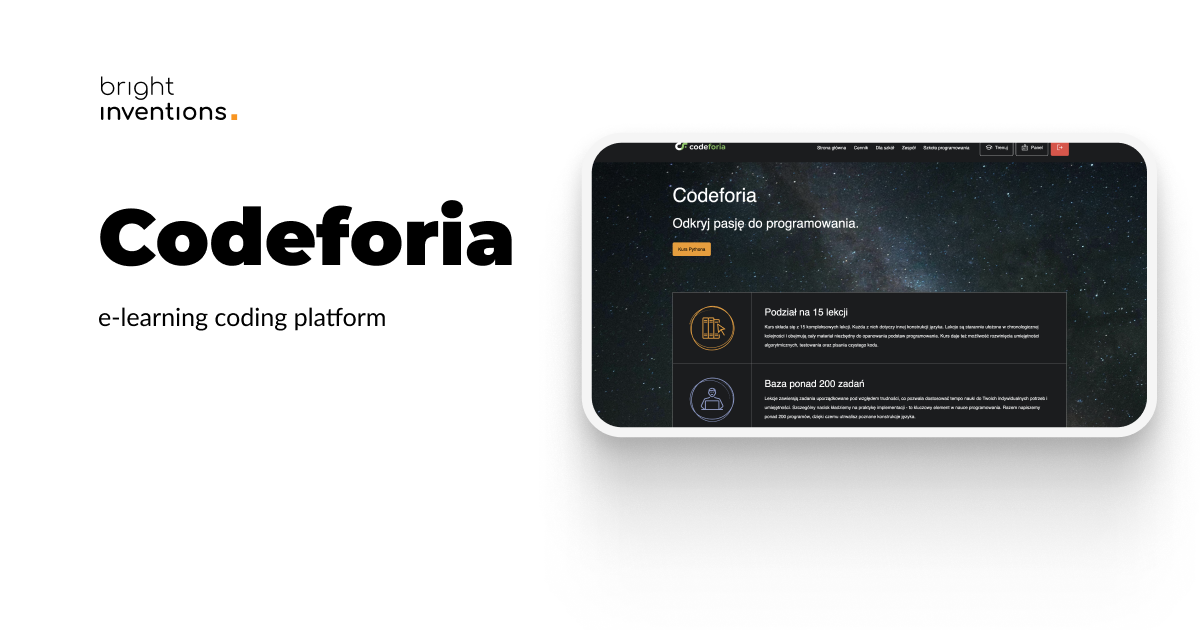 bright
inventions.
Codeforia
e-learning coding platform
codeforia
Strona główna Cennik Dla szkół Zespół Szkoła programowania Trenuj Panel
Codeforia
Odkryj pasję do programowania.
Kurs Pythona
Podział na 15 lekcji
Kurs składa się z 15 kompleksowych lekcji. Każda z nich dotyczy innej konstrukcji języka. Lekcje są starannie ułożone w chronologicznej
kolejności i obejmują cały materiał niezbędny do opanowania podstaw programowania. Kurs daje też możliwość rozwinięcia umiejętności
algorytmicznych, testowania oraz pisania czystego kodu.
Baza ponad 200 zadań
Lekcje zawierają zadania uporządkowane pod względem trudności, co pozwala dostosować tempo nauki do Twoich indywidualnych potrzeb i
umiejętności. Szczególny nacisk kładziemy na praktykę implementacji - to kluczowy element w nauce programowania. Razem napiszemy
ponad 200 programów, dzięki czemu utrwalisz poznane konstrukcje języka.